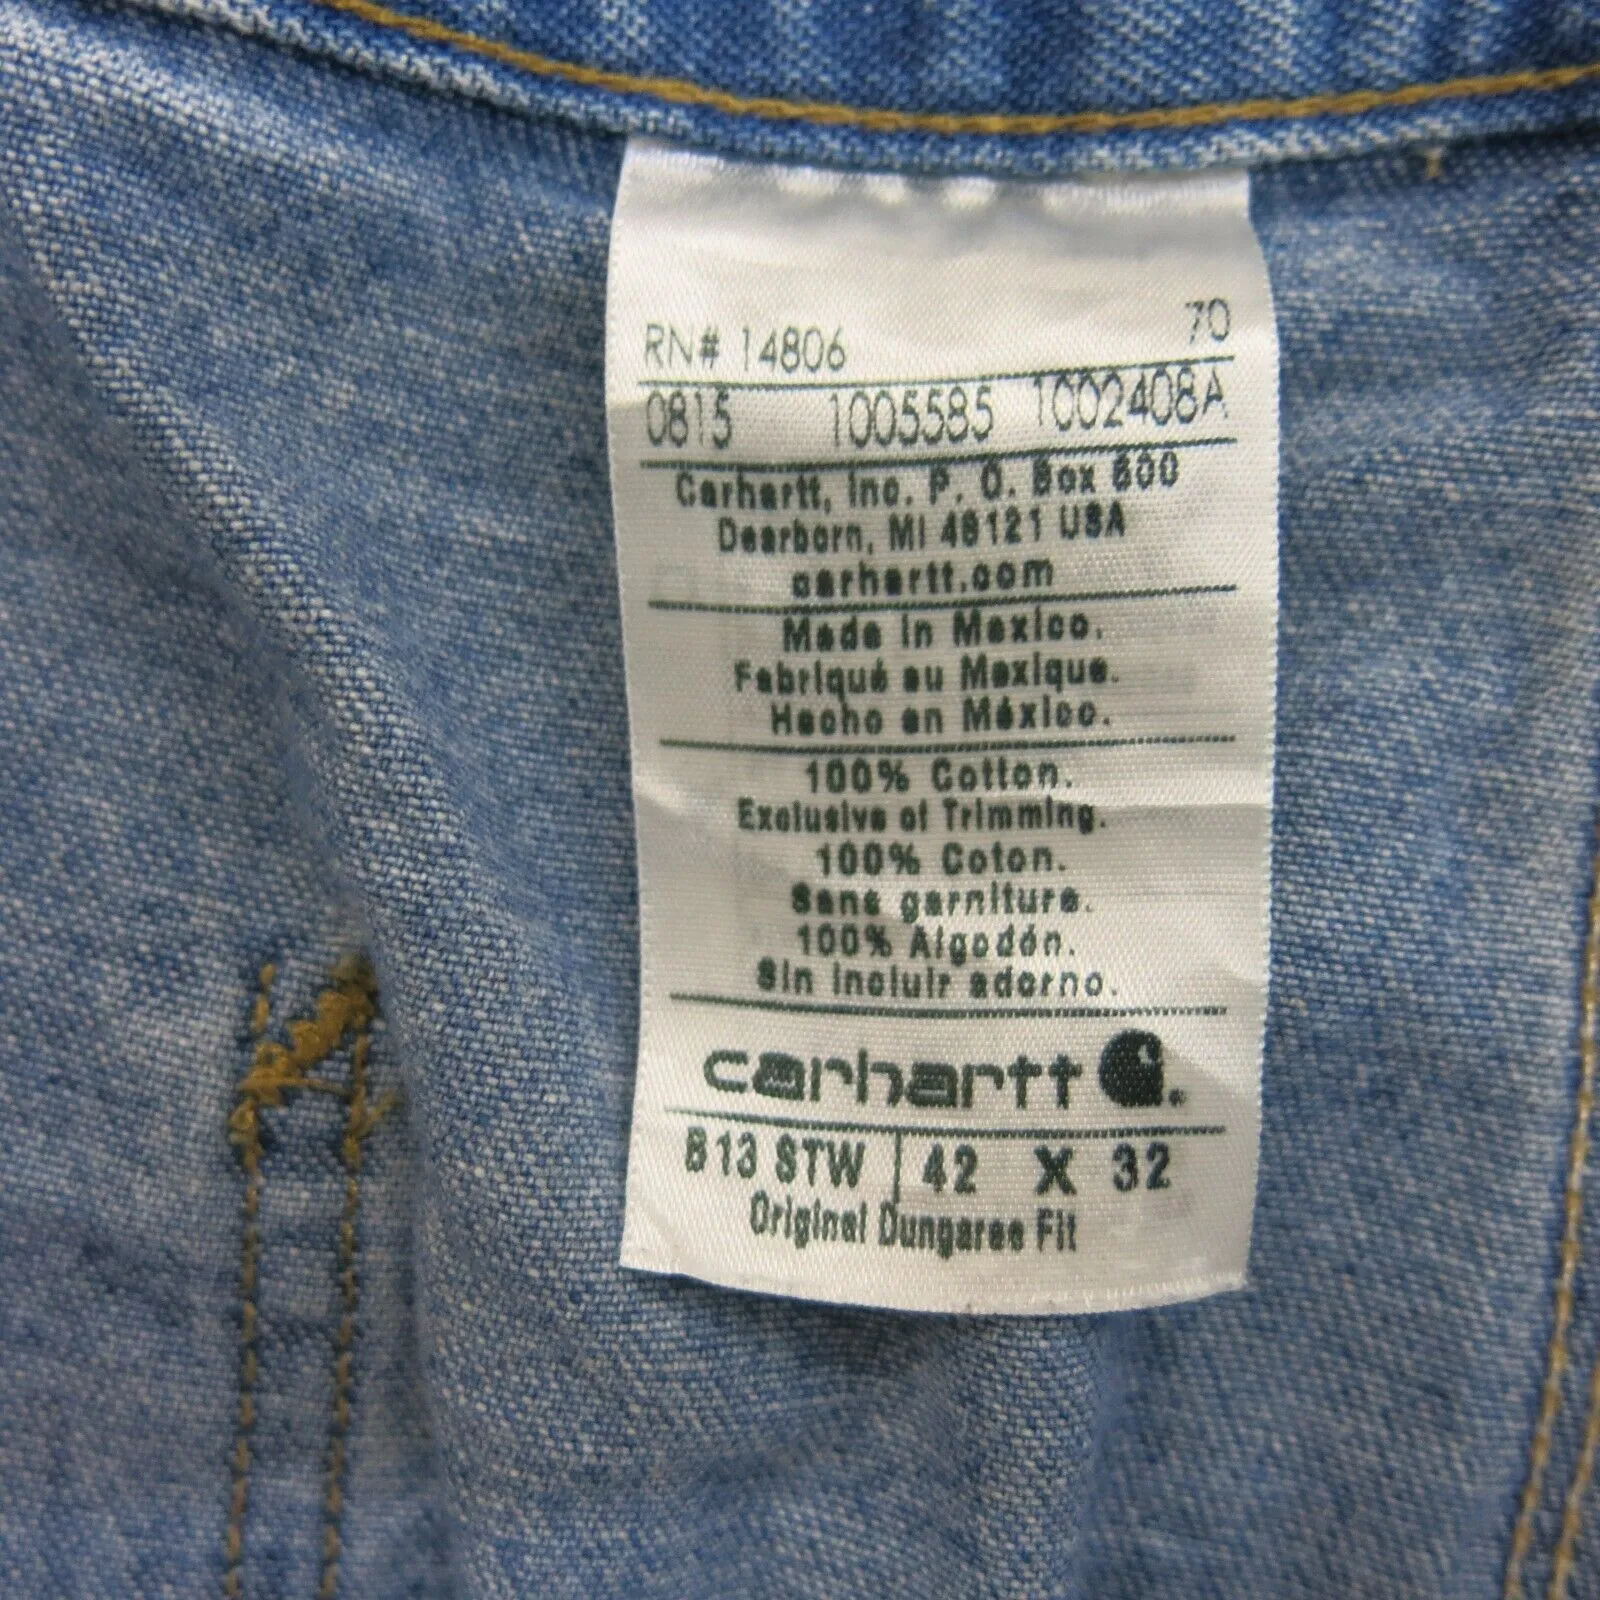 RN# 14806 70
0815 1005585 1002408A
Carhartt, Inc. P. O. Box 600
Dearborn, MI 48121 USA
carhartt.com
Made in Mexico.
Fabriqué au Mexique.
Hecho en México.
100% Cotton.
Exclusive of Trimming.
100% Coton.
Sans garniture.
100% Algodón.
Sin incluir adorno.
carhartt
B13 STW | 42 X 32
Original Dungaree Fit